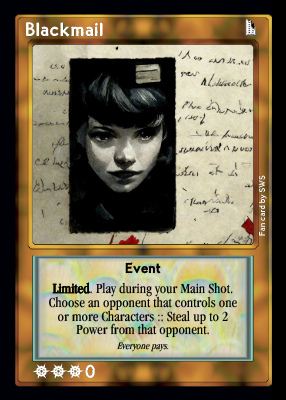 Blackmail
Fan card by SWS
Event
Limited. Play during your Main Shot.
Choose an opponent that controls one
or more Characters :: Steal up to 2
Power from that opponent.
Everyone pays.
0